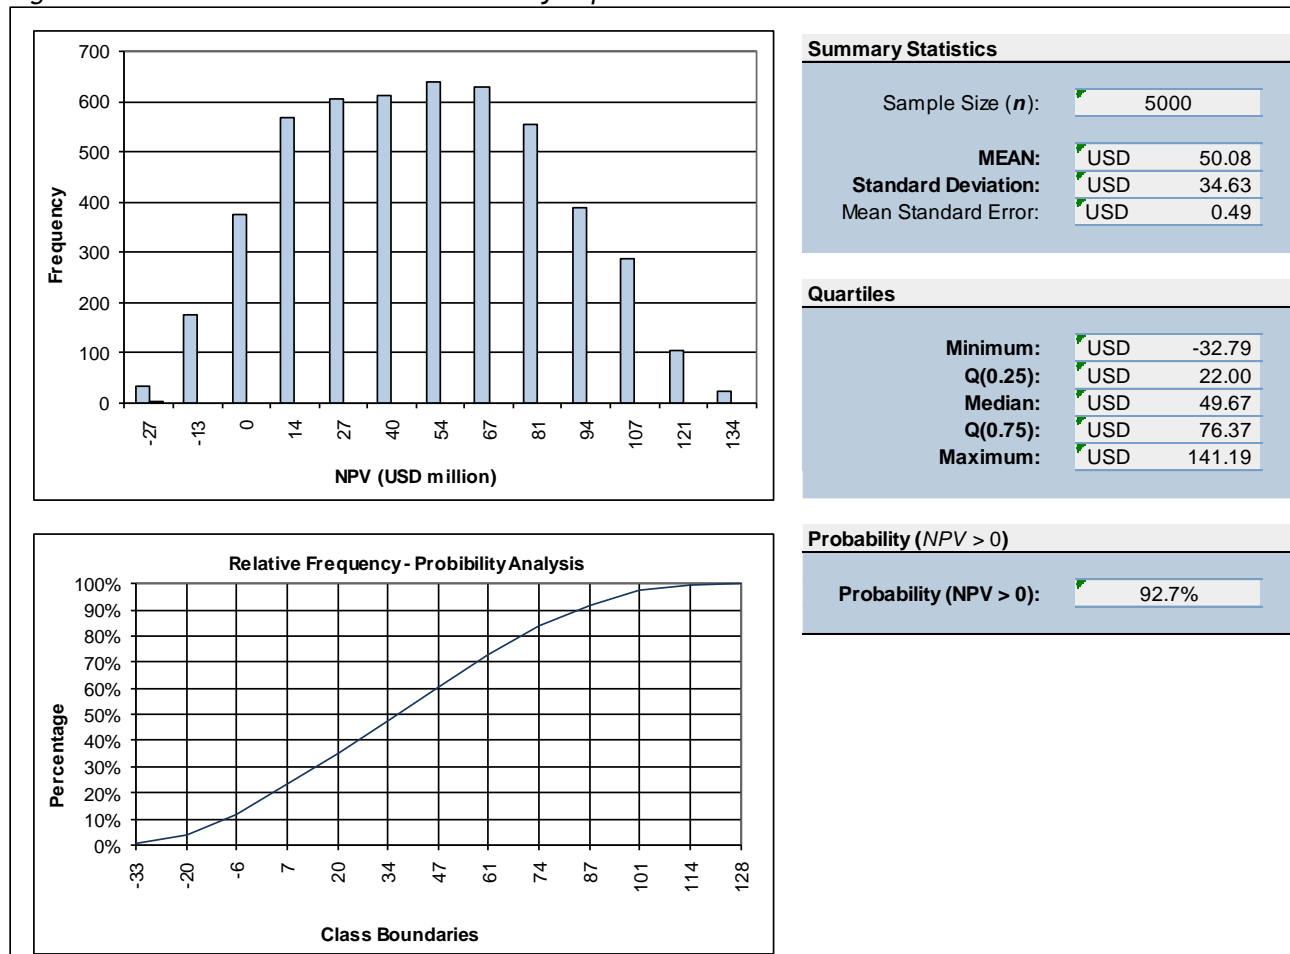 700
600
500
400
300
200
100
0
Frequency
-27 -13 0 14 27 40 54 67 81 94 107 121 134
NPV (USD million)
Relative Frequency - Probibility Analysis
100%
90%
80%
70%
60%
50%
40%
30%
20%
10%
0%
Percentage
-33 -20 -6 7 20 34 47 61 74 87 101 114 128
Class Boundaries
Summary Statistics
Sample Size (n): 5000
MEAN: USD 50.08
Standard Deviation: USD 34.63
Mean Standard Error: USD 0.49
Quartiles
Minimum: USD -32.79
Q(0.25): USD 22.00
Median: USD 49.67
Q(0.75): USD 76.37
Maximum: USD 141.19
Probability (NPV > 0)
Probability (NPV > 0): 92.7%